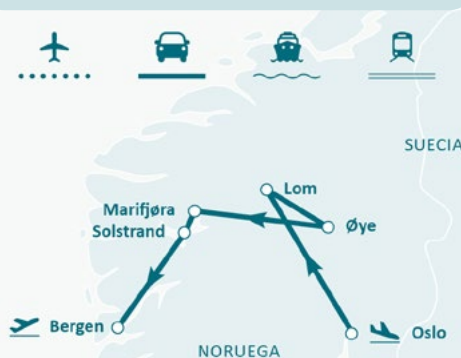 SUECIA
Lom
Marifjøra
Solstrand
Øye
Bergen
Oslo
NORUEGA